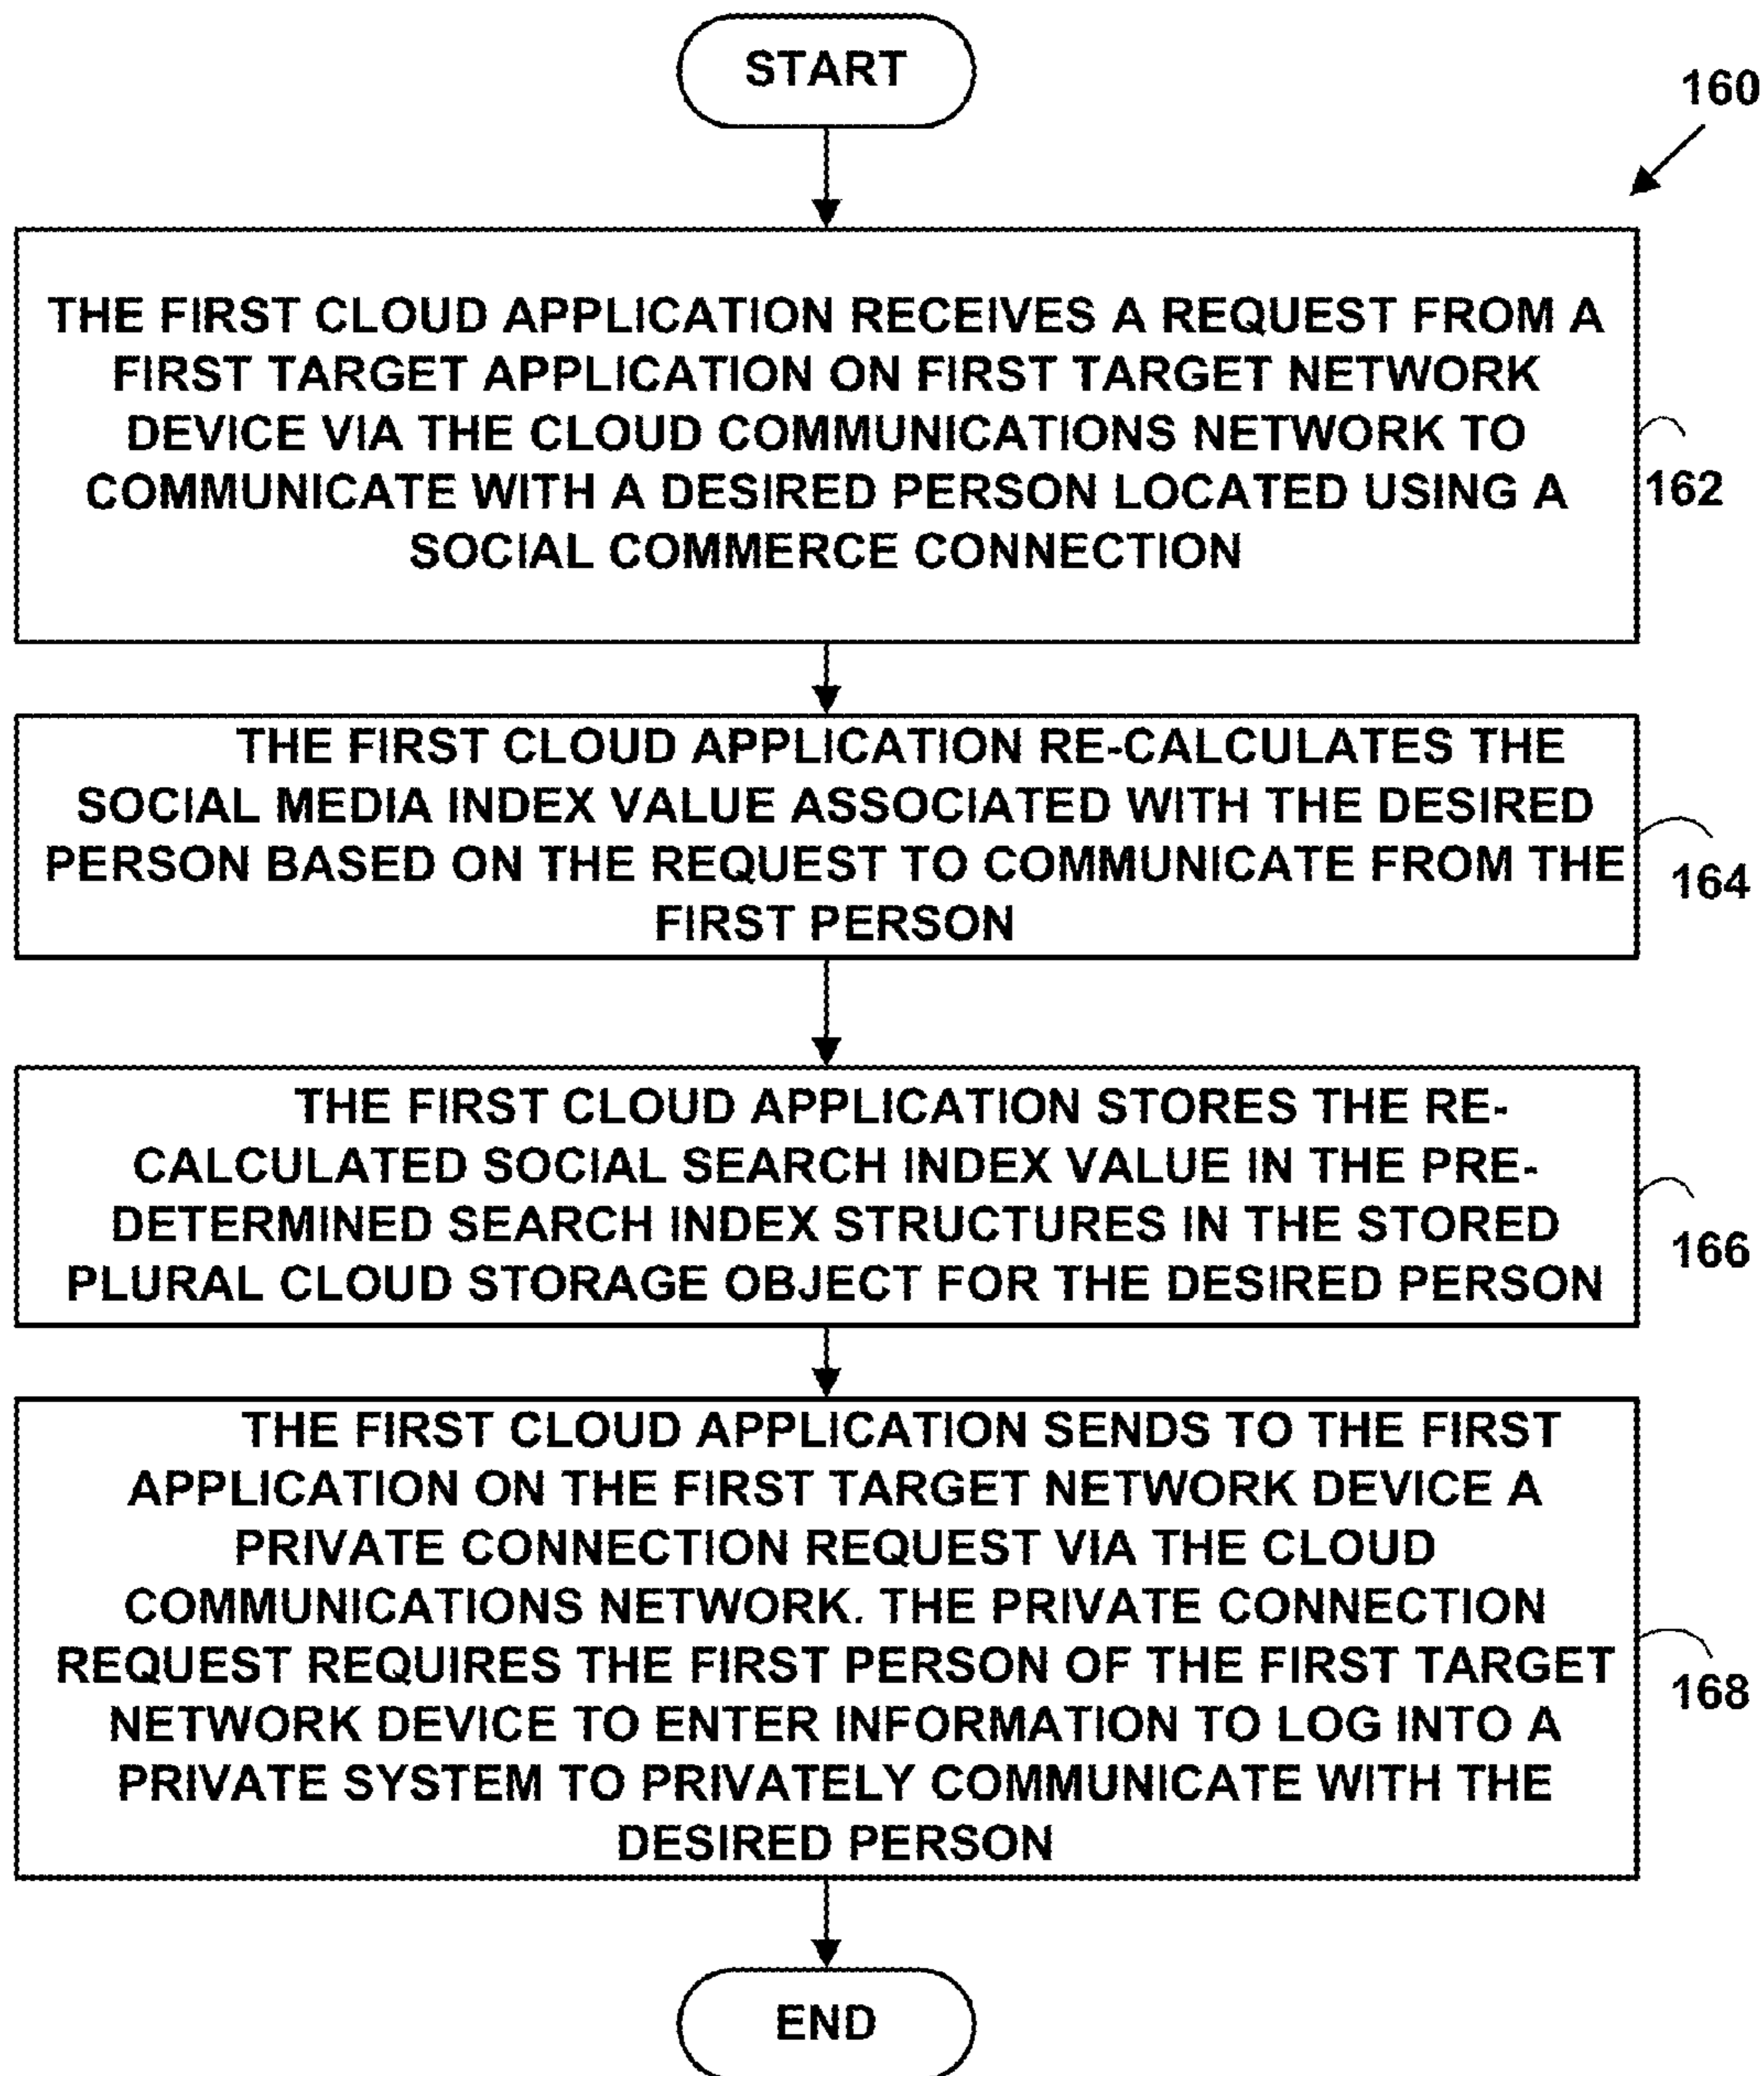 START
160
THE FIRST CLOUD APPLICATION RECEIVES A REQUEST FROM A
FIRST TARGET APPLICATION ON FIRST TARGET NETWORK
DEVICE VIA THE CLOUD COMMUNICATIONS NETWORK TO
COMMUNICATE WITH A DESIRED PERSON LOCATED USING A
SOCIAL COMMERCE CONNECTION
162
THE FIRST CLOUD APPLICATION RE-CALCULATES THE
SOCIAL MEDIA INDEX VALUE ASSOCIATED WITH THE DESIRED
PERSON BASED ON THE REQUEST TO COMMUNICATE FROM THE
FIRST PERSON
164
THE FIRST CLOUD APPLICATION STORES THE RE-
CALCULATED SOCIAL SEARCH INDEX VALUE IN THE PRE-
DETERMINED SEARCH INDEX STRUCTURES IN THE STORED
PLURAL CLOUD STORAGE OBJECT FOR THE DESIRED PERSON
166
THE FIRST CLOUD APPLICATION SENDS TO THE FIRST
APPLICATION ON THE FIRST TARGET NETWORK DEVICE A
PRIVATE CONNECTION REQUEST VIA THE CLOUD
COMMUNICATIONS NETWORK. THE PRIVATE CONNECTION
REQUEST REQUIRES THE FIRST PERSON OF THE FIRST TARGET
NETWORK DEVICE TO ENTER INFORMATION TO LOG INTO A
PRIVATE SYSTEM TO PRIVATELY COMMUNICATE WITH THE
DESIRED PERSON
168
END